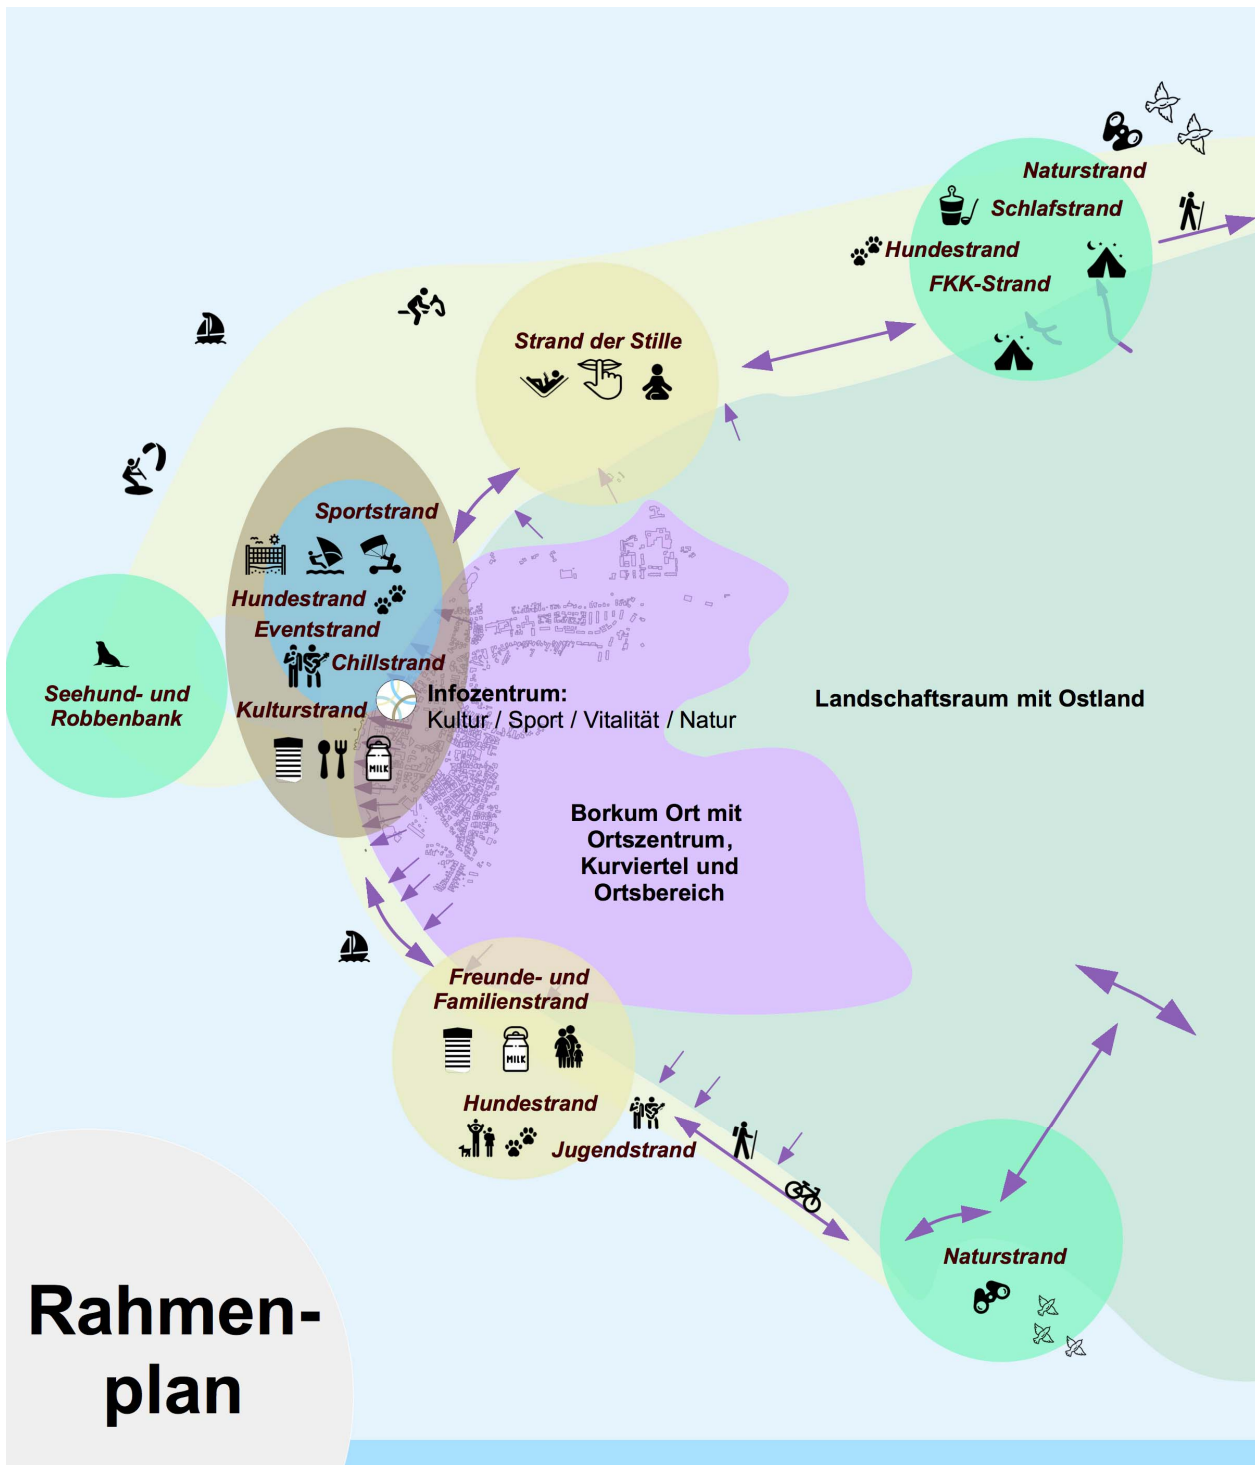 Naturstrand
Schlafstrand
Hundestrand
FKK-Strand
Strand der Stille
Sportstrand
Hundestrand
Eventstrand
Chillstrand
Kulturstrand
MILK
Infozentrum:
Kultur / Sport / Vitalität / Natur
Seehund- und
Robbenbank
Landschaftsraum mit Ostland
Borkum Ort mit
Ortszentrum,
Kurviertel und
Ortsbereich
Freunde- und
Familienstrand
MILK
Hundestrand
Jugendstrand
Naturstrand
Rahmen-
plan